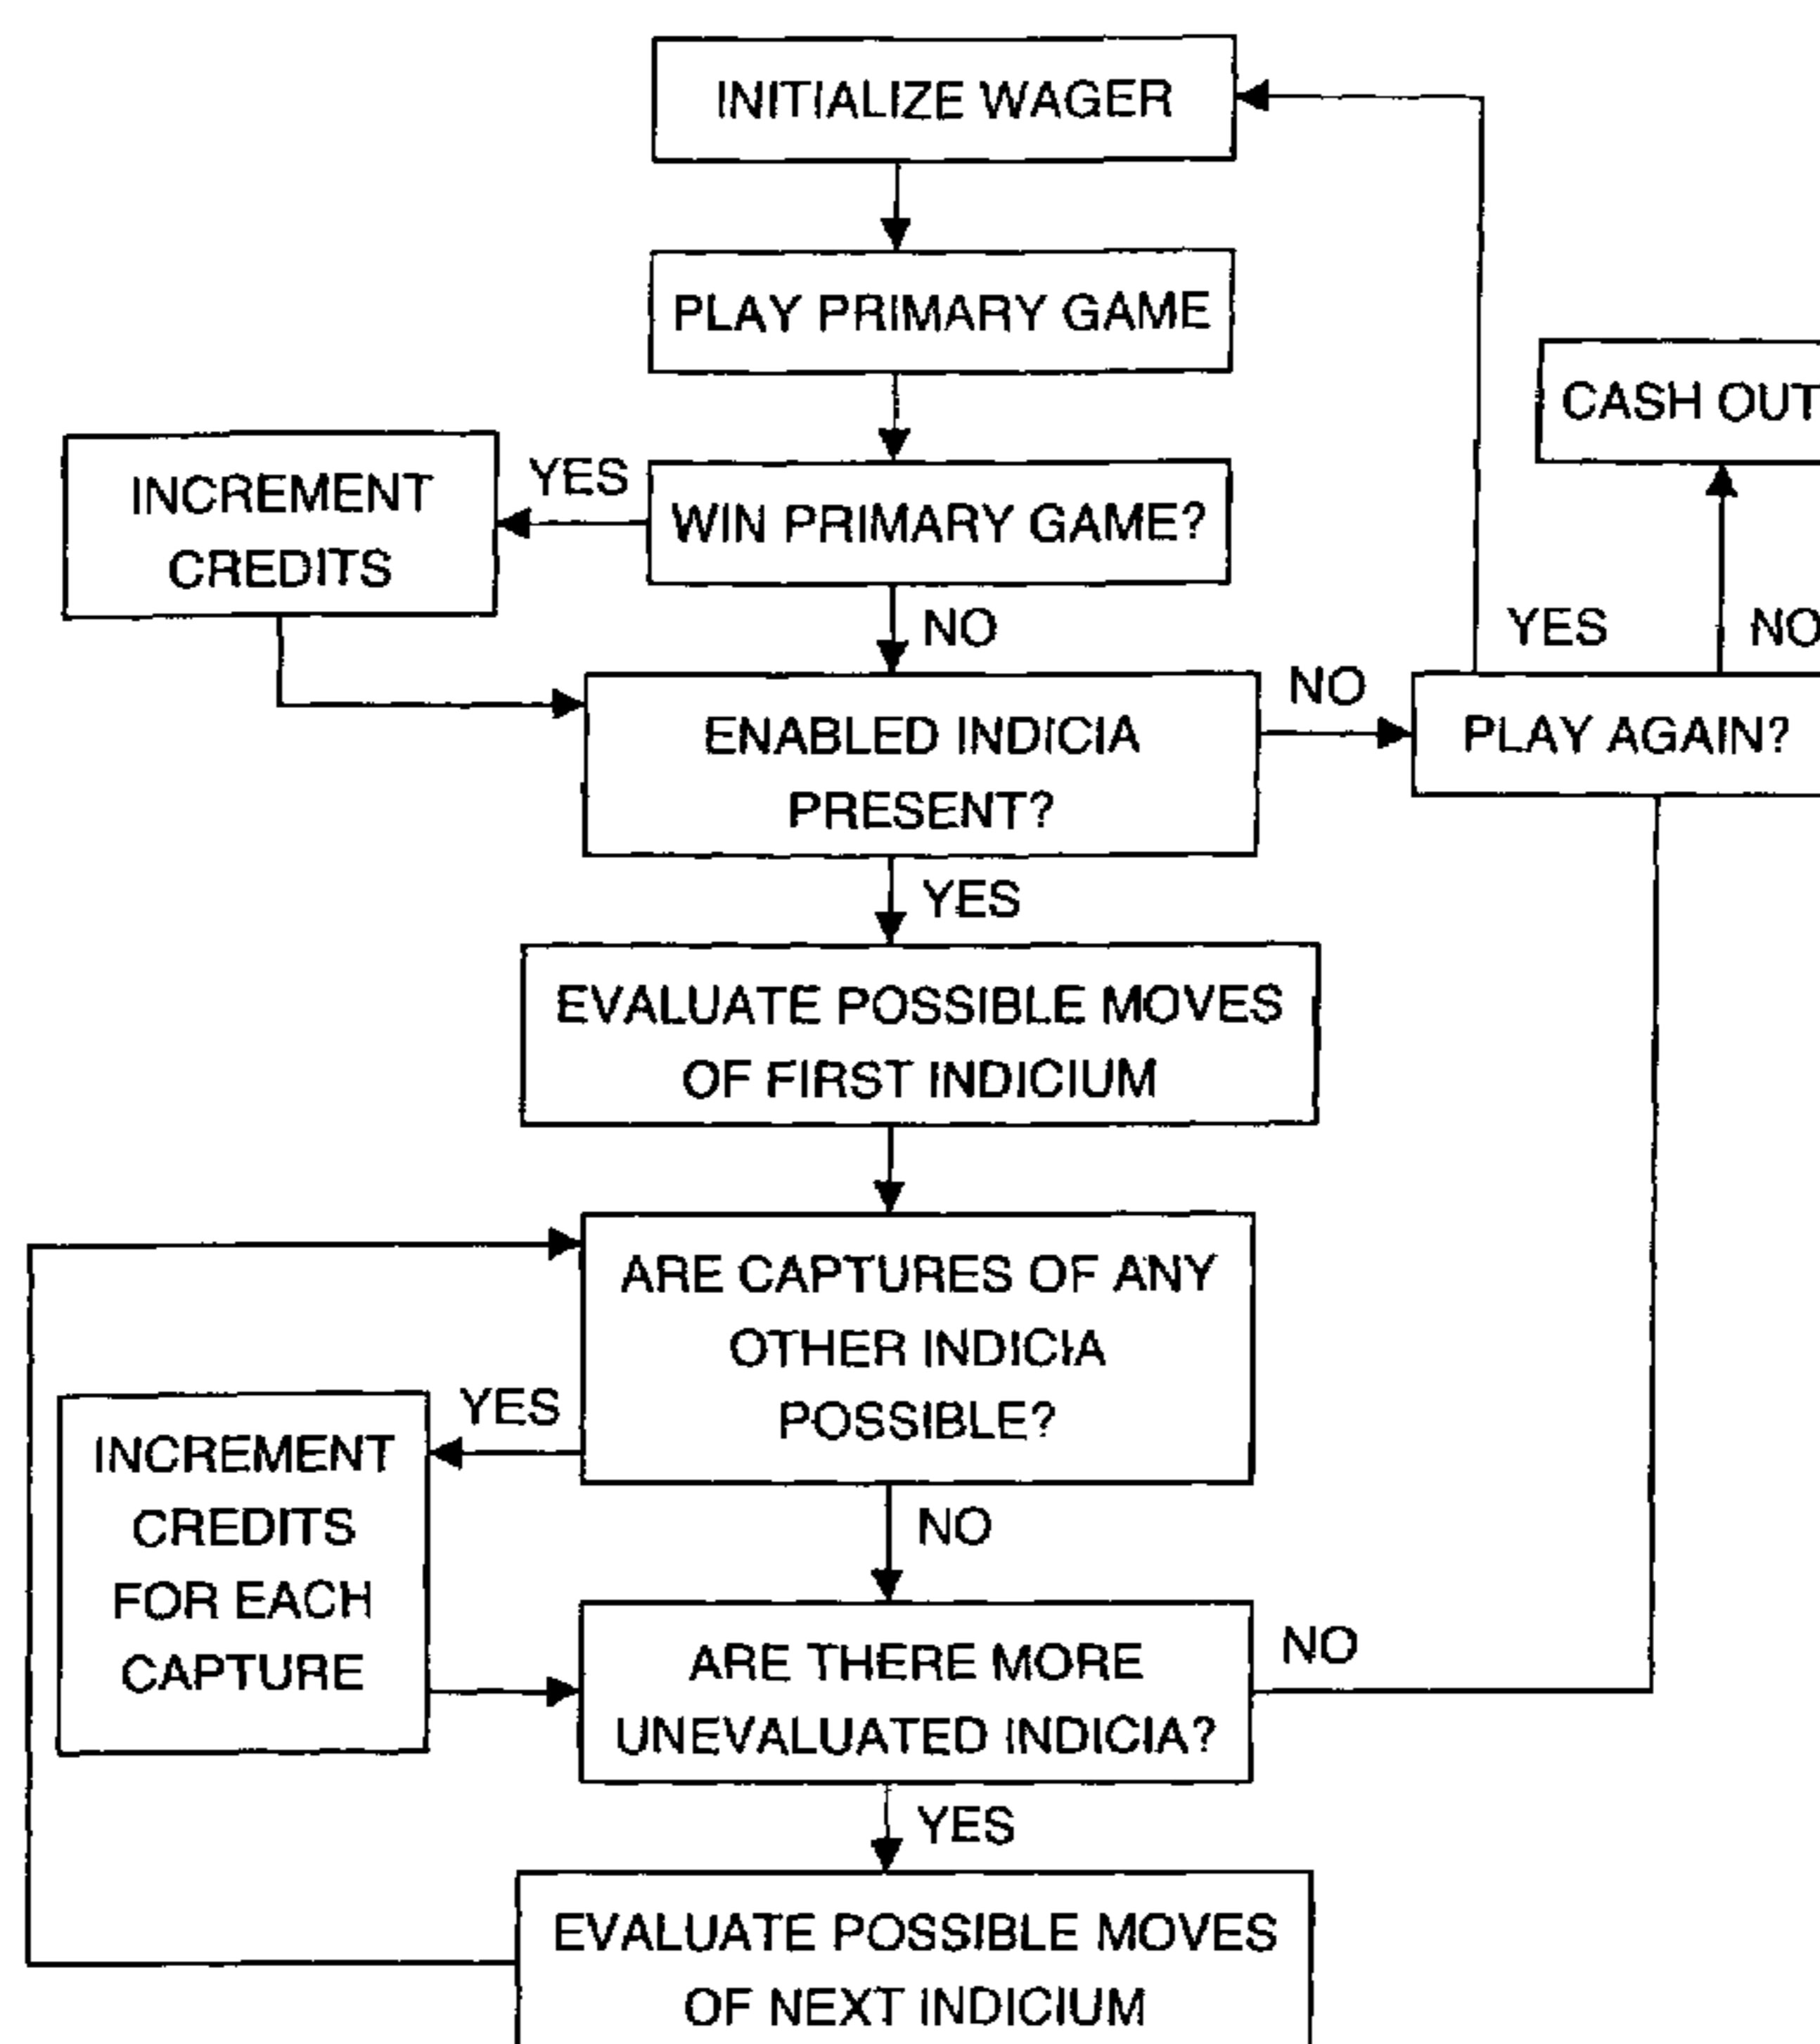 INITIALIZE WAGER
PLAY PRIMARY GAME
CASH OUT
INCREMENT
CREDITS
YES
WIN PRIMARY GAME?
NO
YES
NO
ENABLED INDICIA
PRESENT?
NO
PLAY AGAIN?
YES
EVALUATE POSSIBLE MOVES
OF FIRST INDICIUM
ARE CAPTURES OF ANY
OTHER INDICIA
POSSIBLE?
YES
INCREMENT
CREDITS
FOR EACH
CAPTURE
NO
ARE THERE MORE
UNEVALUATED INDICIA?
NO
YES
EVALUATE POSSIBLE MOVES
OF NEXT INDICIUM